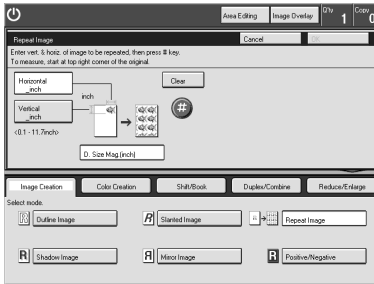 Area Editing Image Overlay Q'ty 1 Copy 0
Repeat Image Cancel OK
Enter vert. & horiz. of image to be repeated, then press # key.
To measure, start at top right corner of the original.
Horizontal
_inch
Clear
inch
Vertical
_inch
#
<0.1 - 11.7inch>
D. Size Mag.(inch)
Image Creation Color Creation Shift/Book Duplex/Combine Reduce/Enlarge
Select mode.
R Outline Image R Slanted Image R Repeat Image
R Shadow Image R Mirror Image R Positive/Negative